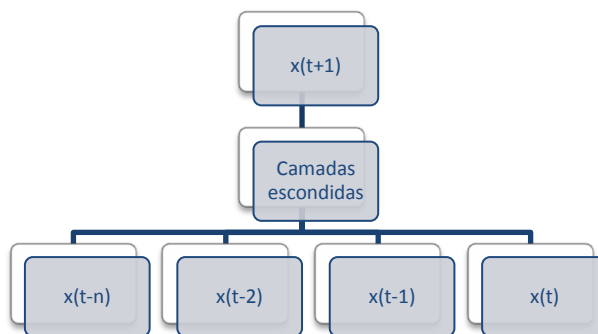 x(t+1)
Camadas
escondidas
x(t-n)
x(t-2)
x(t-1)
x(t)